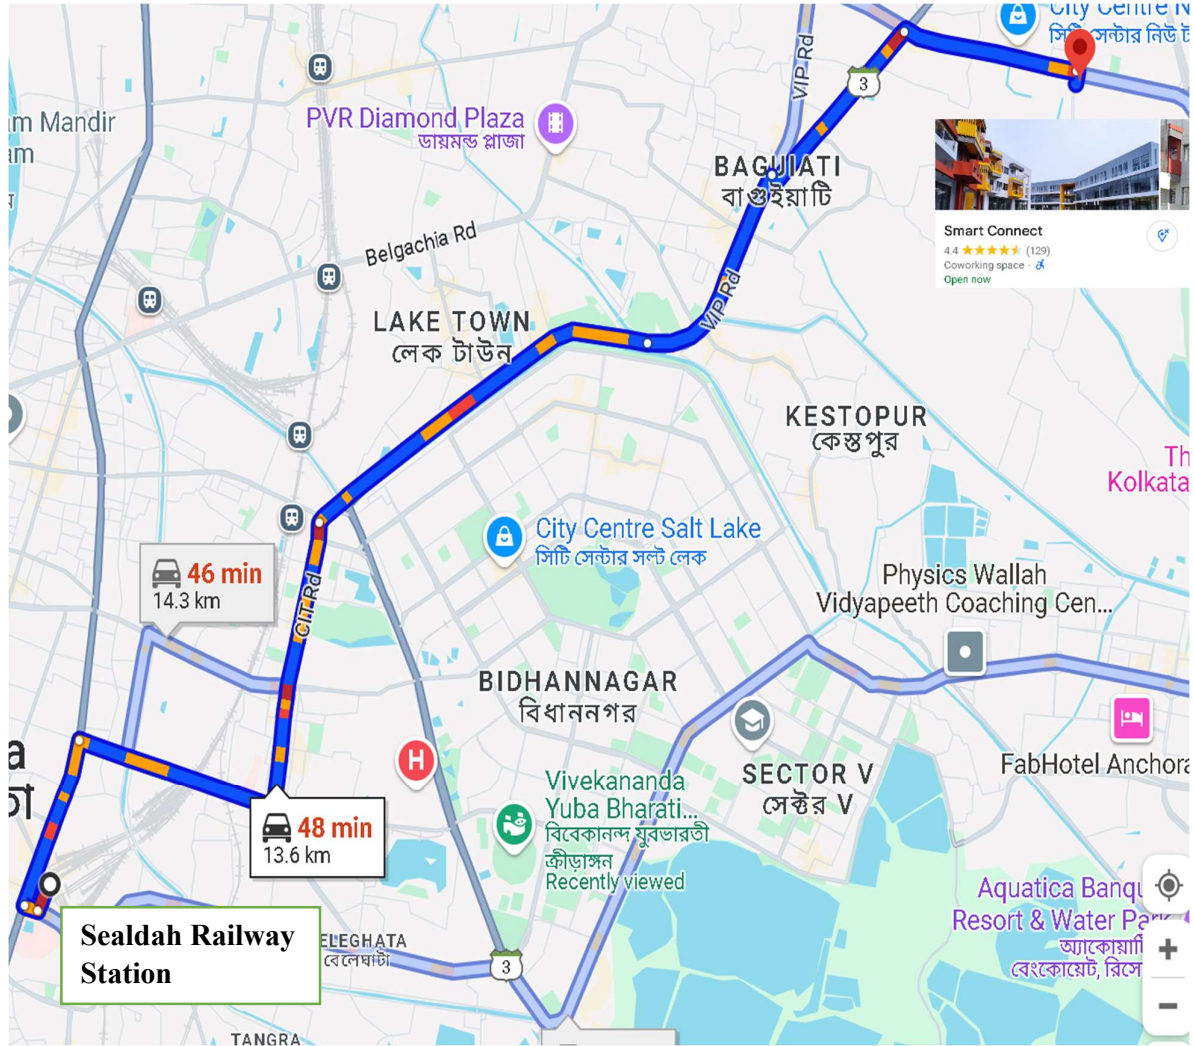 City Centre N
সিটি সেন্টার নিউ ট
VIP Rd
3
am Mandir
am
PVR Diamond Plaza
ডায়মন্ড প্লাজা
BAGUIATI
বাগুইয়াটি
Smart Connect
4.4 (129)
Coworking space ·
Open now
Belgachia Rd
VIP Rd
LAKE TOWN
লেক টাউন
KESTOPUR
কেস্তপুর
Th
Kolkata
City Centre Salt Lake
সিটি সেন্টার সল্ট লেক
46 min
14.3 km
CIT Rd
Physics Wallah
Vidyapeeth Coaching Cen...
BIDHANNAGAR
বিধাননগর
H
a
তা
SECTOR V
সেক্টর V
FabHotel Anchora
Vivekananda
Yuba Bharati...
বিবেকানন্দ যুবভারতী
ক্রীড়াঙ্গন
Recently viewed
48 min
13.6 km
Aquatica Banqu
Resort & Water Park
অ্যাকোয়াটি
বেংকোয়েট, রিসো
Sealdah Railway
Station
ELEGHATA
বেলেঘাটা
3
TANGRA